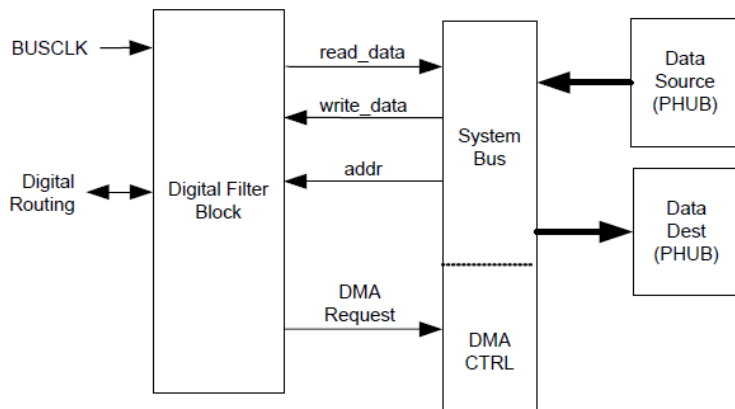 BUSCLK
Digital
Routing
Digital Filter
Block
read_data
write_data
addr
DMA
Request
System
Bus
DMA
CTRL
Data
Source
(PHUB)
Data
Dest
(PHUB)